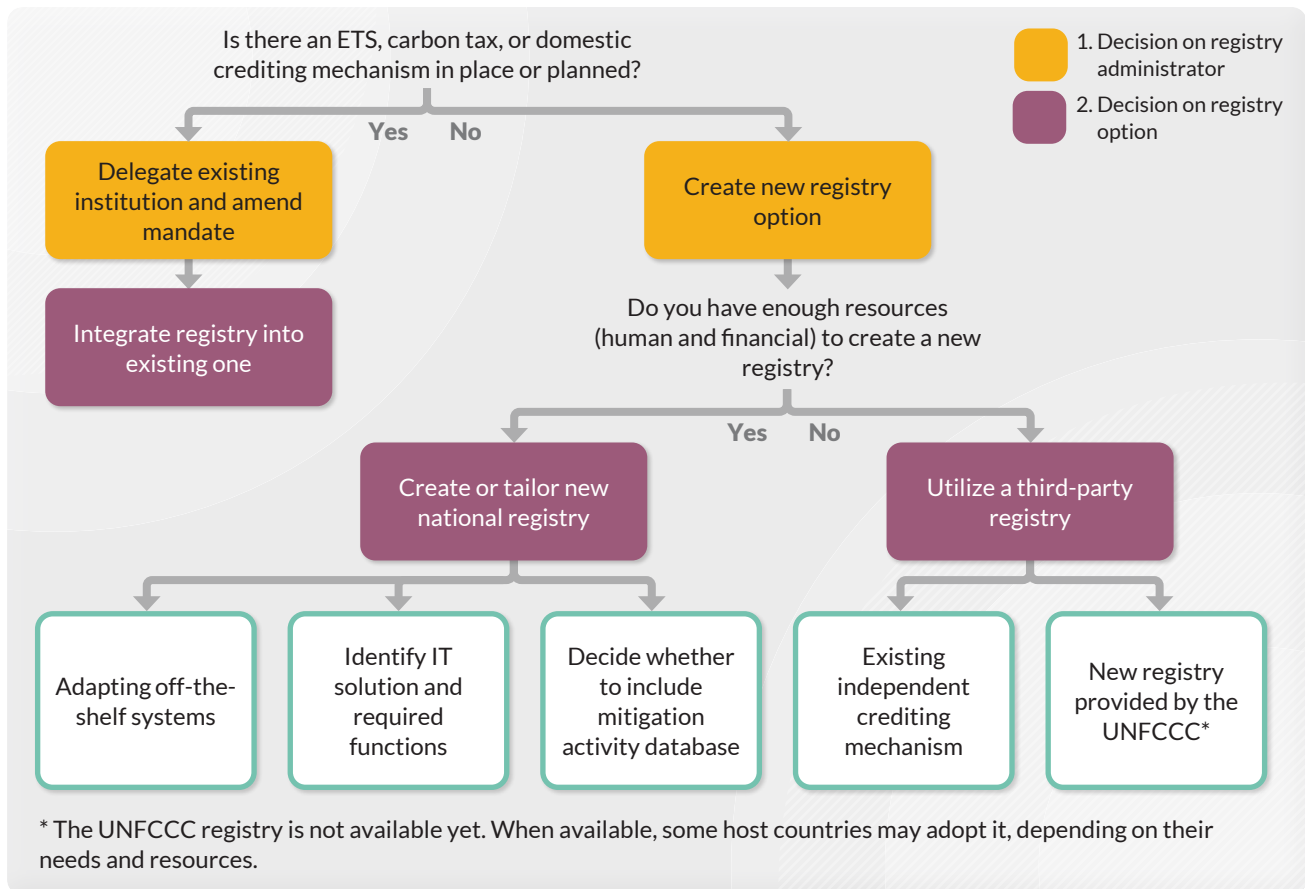 Is there an ETS, carbon tax, or domestic
crediting mechanism in place or planned?
1. Decision on registry
administrator
2. Decision on registry
option
Yes
No
Delegate existing
institution and amend
mandate
Create new registry
option
Integrate registry into
existing one
Do you have enough resources
(human and financial) to create a new
registry?
Yes
No
Create or tailor new
national registry
Utilize a third-party
registry
Adapting off-the-
shelf systems
Identify IT
solution and
required
functions
Decide whether
to include
mitigation
activity database
Existing
independent
crediting
mechanism
New registry
provided by the
UNFCCC*
* The UNFCCC registry is not available yet. When available, some host countries may adopt it, depending on their
needs and resources.